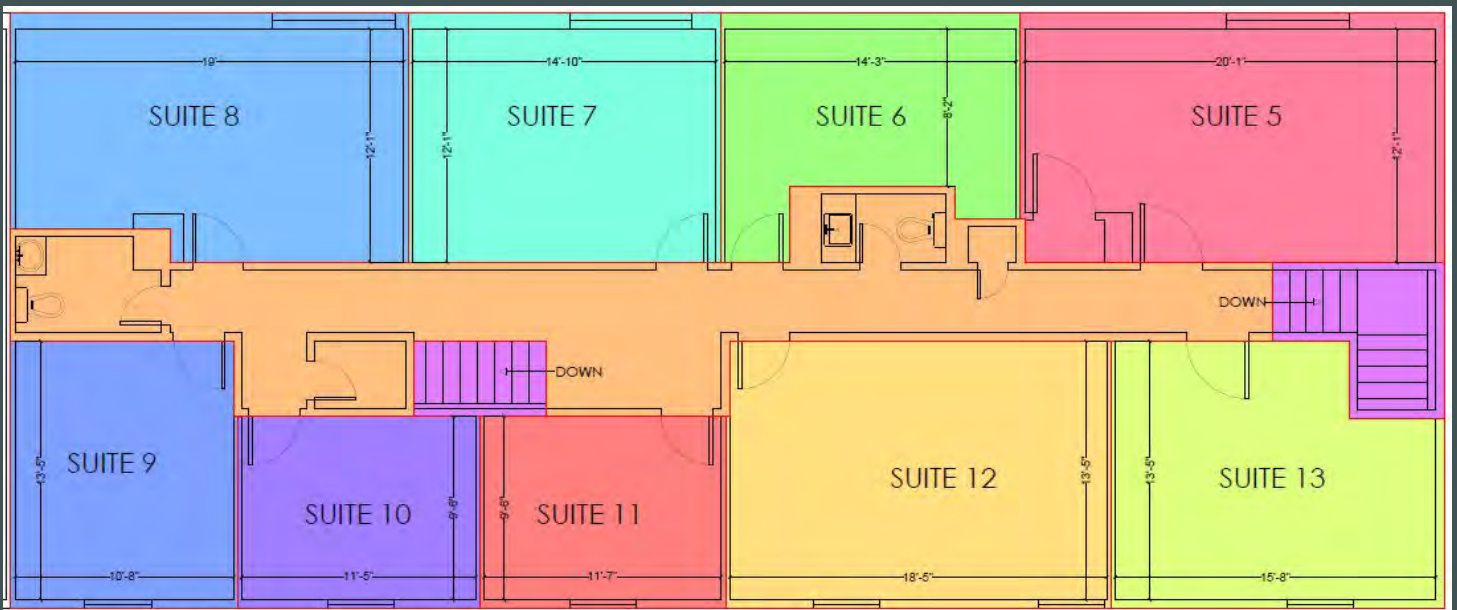 19'
14'-10"
14'-3"
20'-1"
SUITE 8
SUITE 7
SUITE 6
8'-2"
SUITE 5
12'-1"
12'-1"
12'-1"
DOWN
DOWN
SUITE 9
13'-5"
SUITE 10
9'-6"
9'-6"
SUITE 11
SUITE 12
13'-5"
13'-5"
SUITE 13
10'-8"
11'-5"
11'-7"
18'-5"
15'-8"